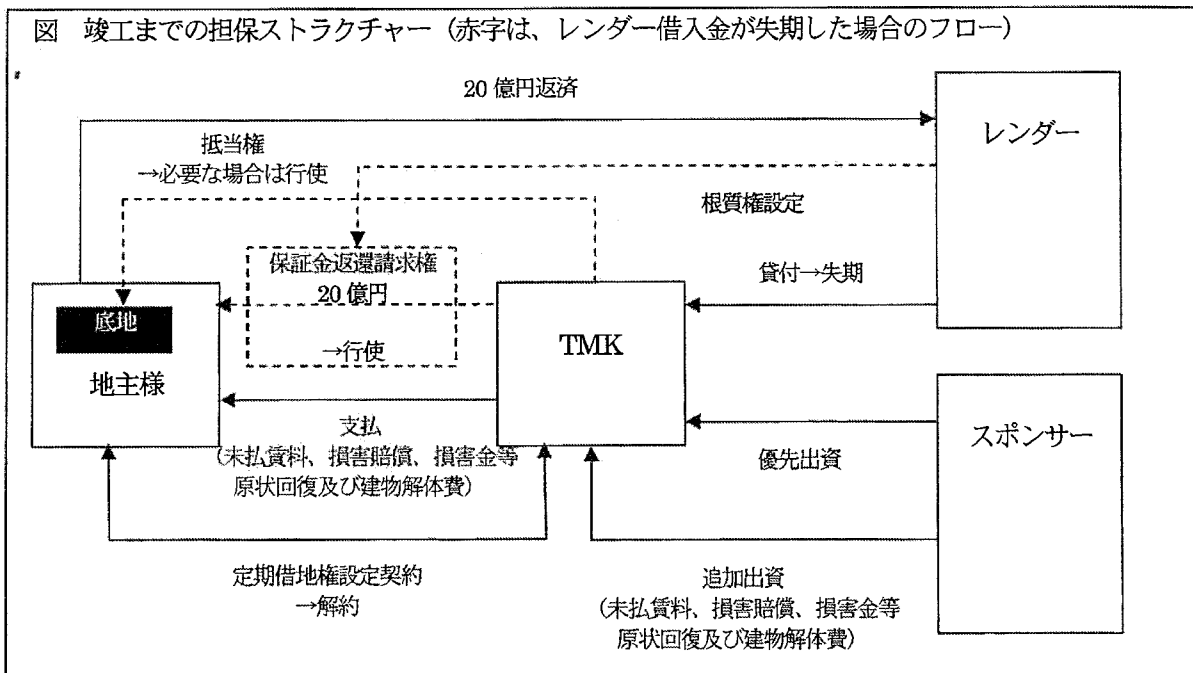 図 竣工までの担保ストラクチャー(赤字は、レンダー借入金が失期した場合のフロー)
20億円返済
レンダー
抵当権
→必要な場合は行使
根質権設定
保証金返還請求権
20億円
→行使
貸付→失期
底地
地主様
TMK
支払
(未払賃料、損害賠償、損害金等
原状回復及び建物解体費)
スポンサー
優先出資
定期借地権設定契約
→解約
追加出資
(未払賃料、損害賠償、損害金等
原状回復及び建物解体費)